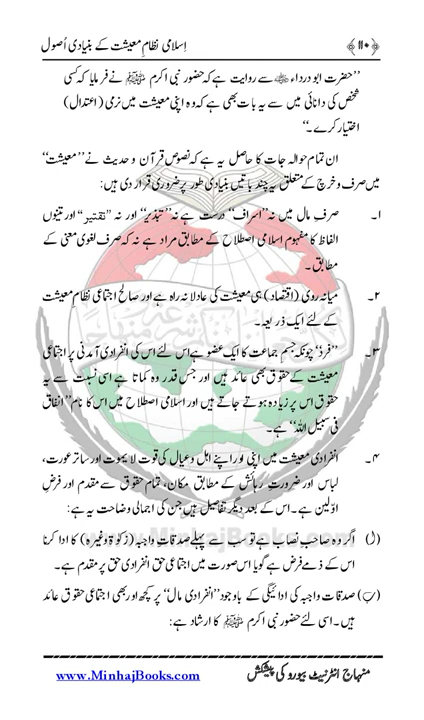 اِسلامی نظامِ معیشت کے بنیادی اُصول
﴿۱۱۰﴾
’’حضرت ابو درداء ﷜ سے روایت ہے کہ حضور نبی اکرم ﷺ نے فرمایا کہ کسی
شخص کی دانائی میں سے یہ بات بھی ہے کہ وہ اپنی معیشت میں نرمی (اعتدال)
اختیار کرے۔‘‘
ان تمام حوالہ جات کا حاصل یہ ہے کہ نصوصِ قرآن و حدیث نے ’’معیشت‘‘
میں صرف و خرچ کے متعلق یہ چند باتیں بنیادی طور پر ضروری قرار دی ہیں:
۱۔ صرفِ مال میں نہ ’’اسراف‘‘ درست ہے نہ ’’تبذیر‘‘ اور نہ ’’تقتیر‘‘ اور تینوں
الفاظ کا مفہوم اسلامی اصطلاح کے مطابق مراد ہے نہ کہ صرف لغوی معنی کے
مطابق۔
۲۔ میانہ روی (اقتصاد) ہی معیشت کی عادلانہ راہ ہے اور صالح اجتماعی نظامِ معیشت
کے لئے ایک ذریعہ۔
۳۔ ’’فرد‘‘ چونکہ جسمِ جماعت کا ایک عضو ہے اس لئے اس کی انفرادی آمدنی پر اجتماعی
معیشت کے حقوق بھی عائد ہیں اور جس قدر وہ کماتا ہے اسی نسبت سے یہ
حقوق اس پر زیادہ ہوتے جاتے ہیں اور اسلامی اصطلاح میں اس کا نام ’’انفاق
فی سبیل اللہ‘‘ ہے۔
۴۔ انفرادی معیشت میں اپنی اور اپنے اہل و عیال کی قوت لا یموت اور ساترِ عورت،
لباس اور ضرورتِ رہائش کے مطابق مکان، تمام حقوق سے مقدم اور فرضِ
اوّلین ہے۔ اس کے بعد دیگر تفاصیل ہیں جن کی اجمالی وضاحت یہ ہے:
(ل) اگر وہ صاحبِ نصاب ہے تو سب سے پہلے صدقاتِ واجبہ (زکوٰۃ وغیرہ) کا ادا کرنا
اس کے ذمے فرض ہے گویا اس صورت میں اجتماعی حق انفرادی حق پر مقدم ہے۔
(ب) صدقات واجبہ کی ادائیگی کے باوجود ’’انفرادی مال‘‘ پر کچھ اور بھی اجتماعی حقوق عائد
ہیں۔ اسی لئے حضور نبی اکرم ﷺ کا ارشاد ہے:
www.MinhajBooks.com
منہاج انٹرنیٹ بیورو کی پیشکش
www.MinhajBooks.com